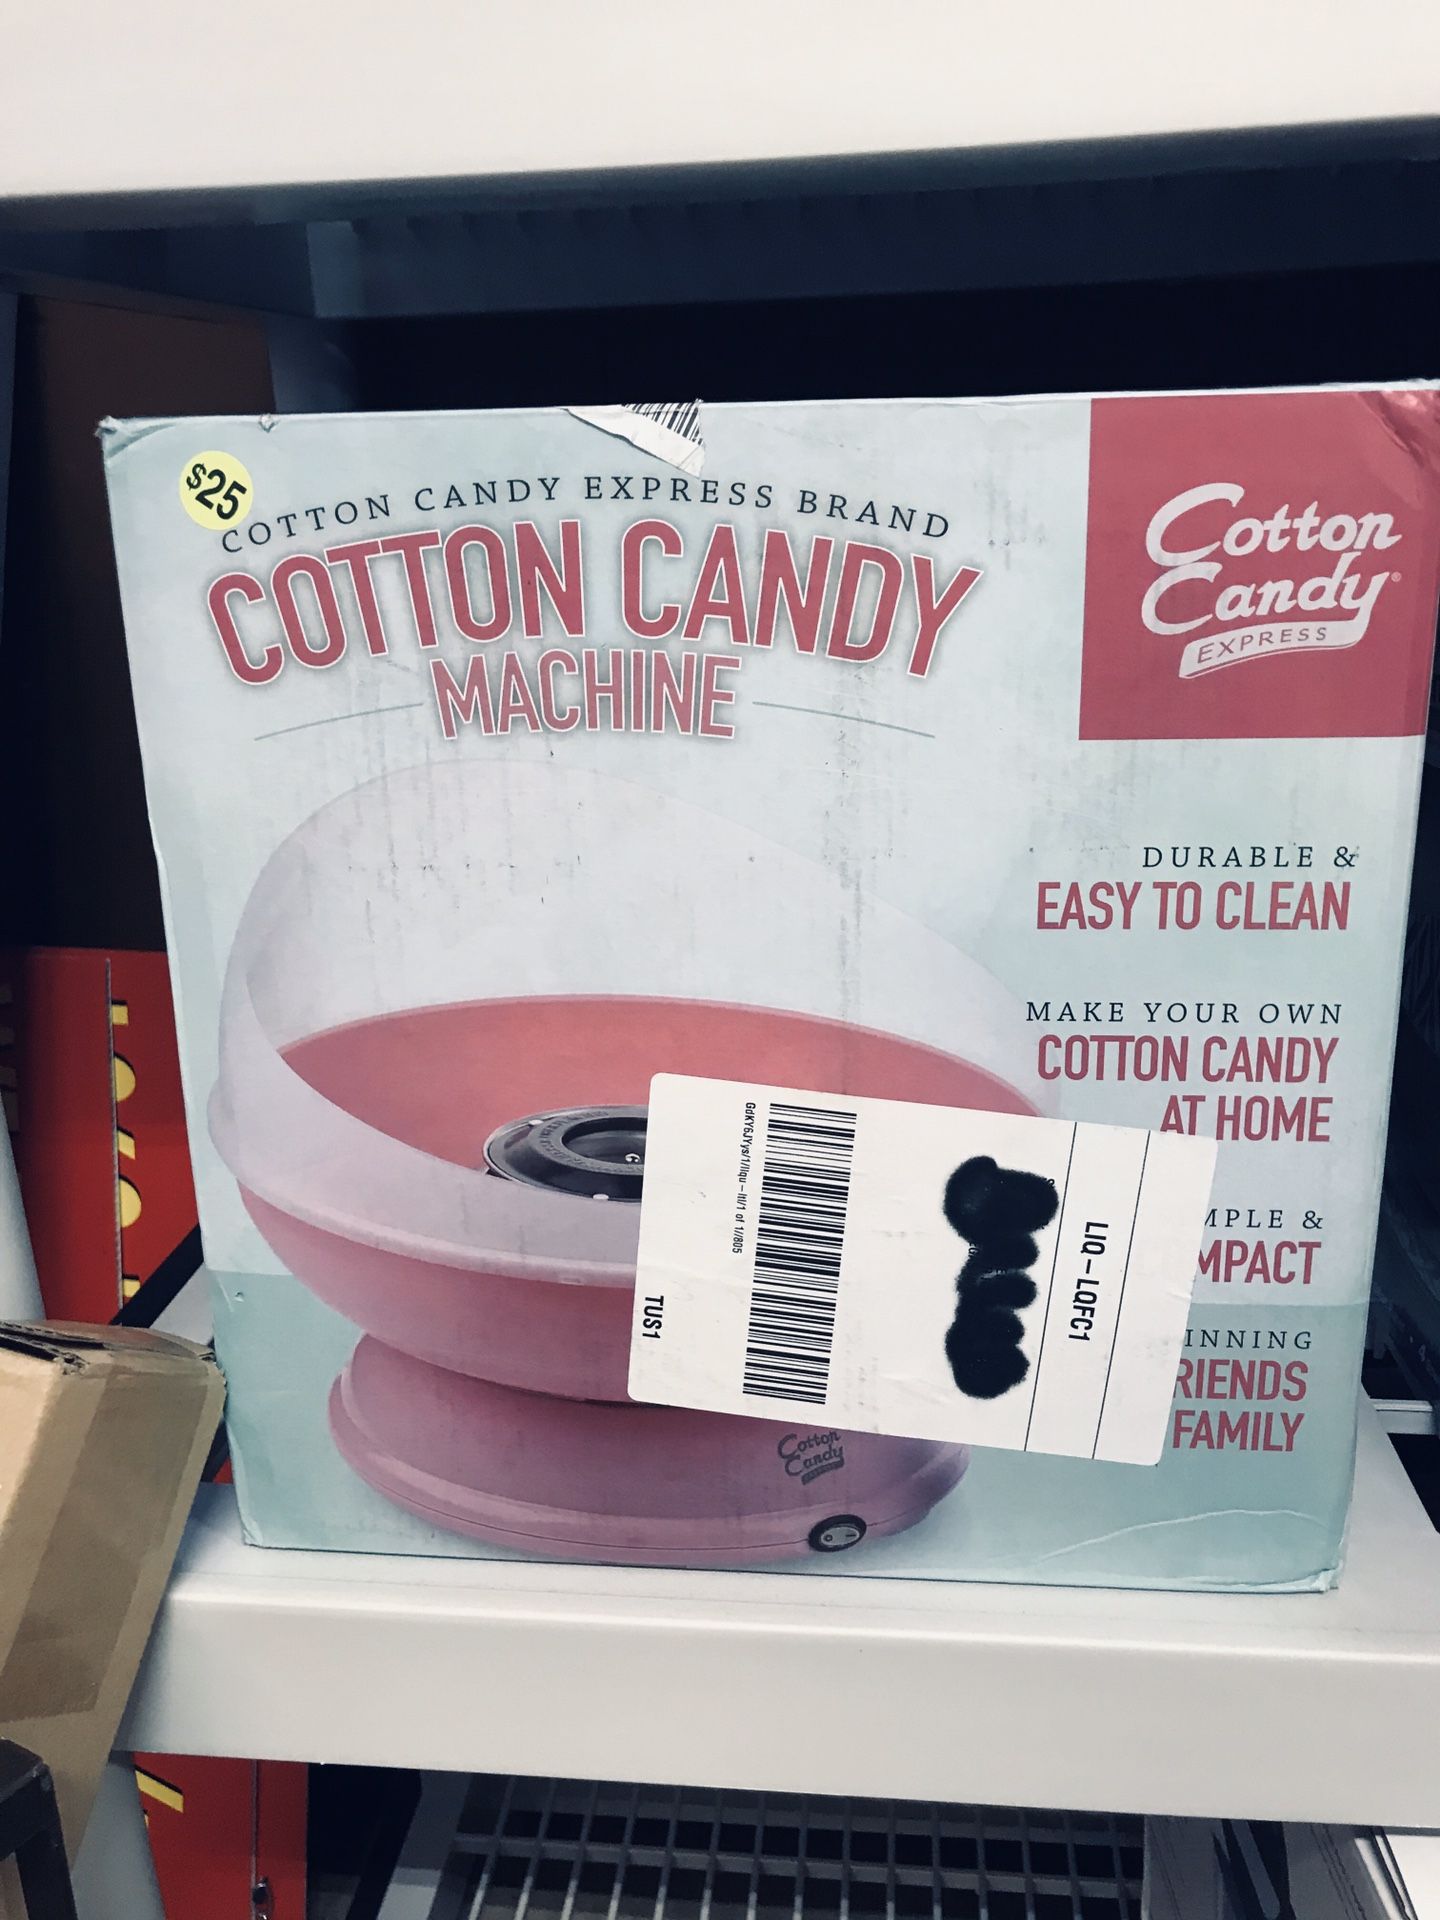 $25
COTTON CANDY EXPRESS BRAND
COTTON CANDY
MACHINE
Cotton
Candy®
EXPRESS
DURABLE &
EASY TO CLEAN
MAKE YOUR OWN
COTTON CANDY
AT HOME
MPLE &
MPACT
INNING
RIENDS
FAMILY
TUS1
LIQ-LQFC1
Cotton
Candy